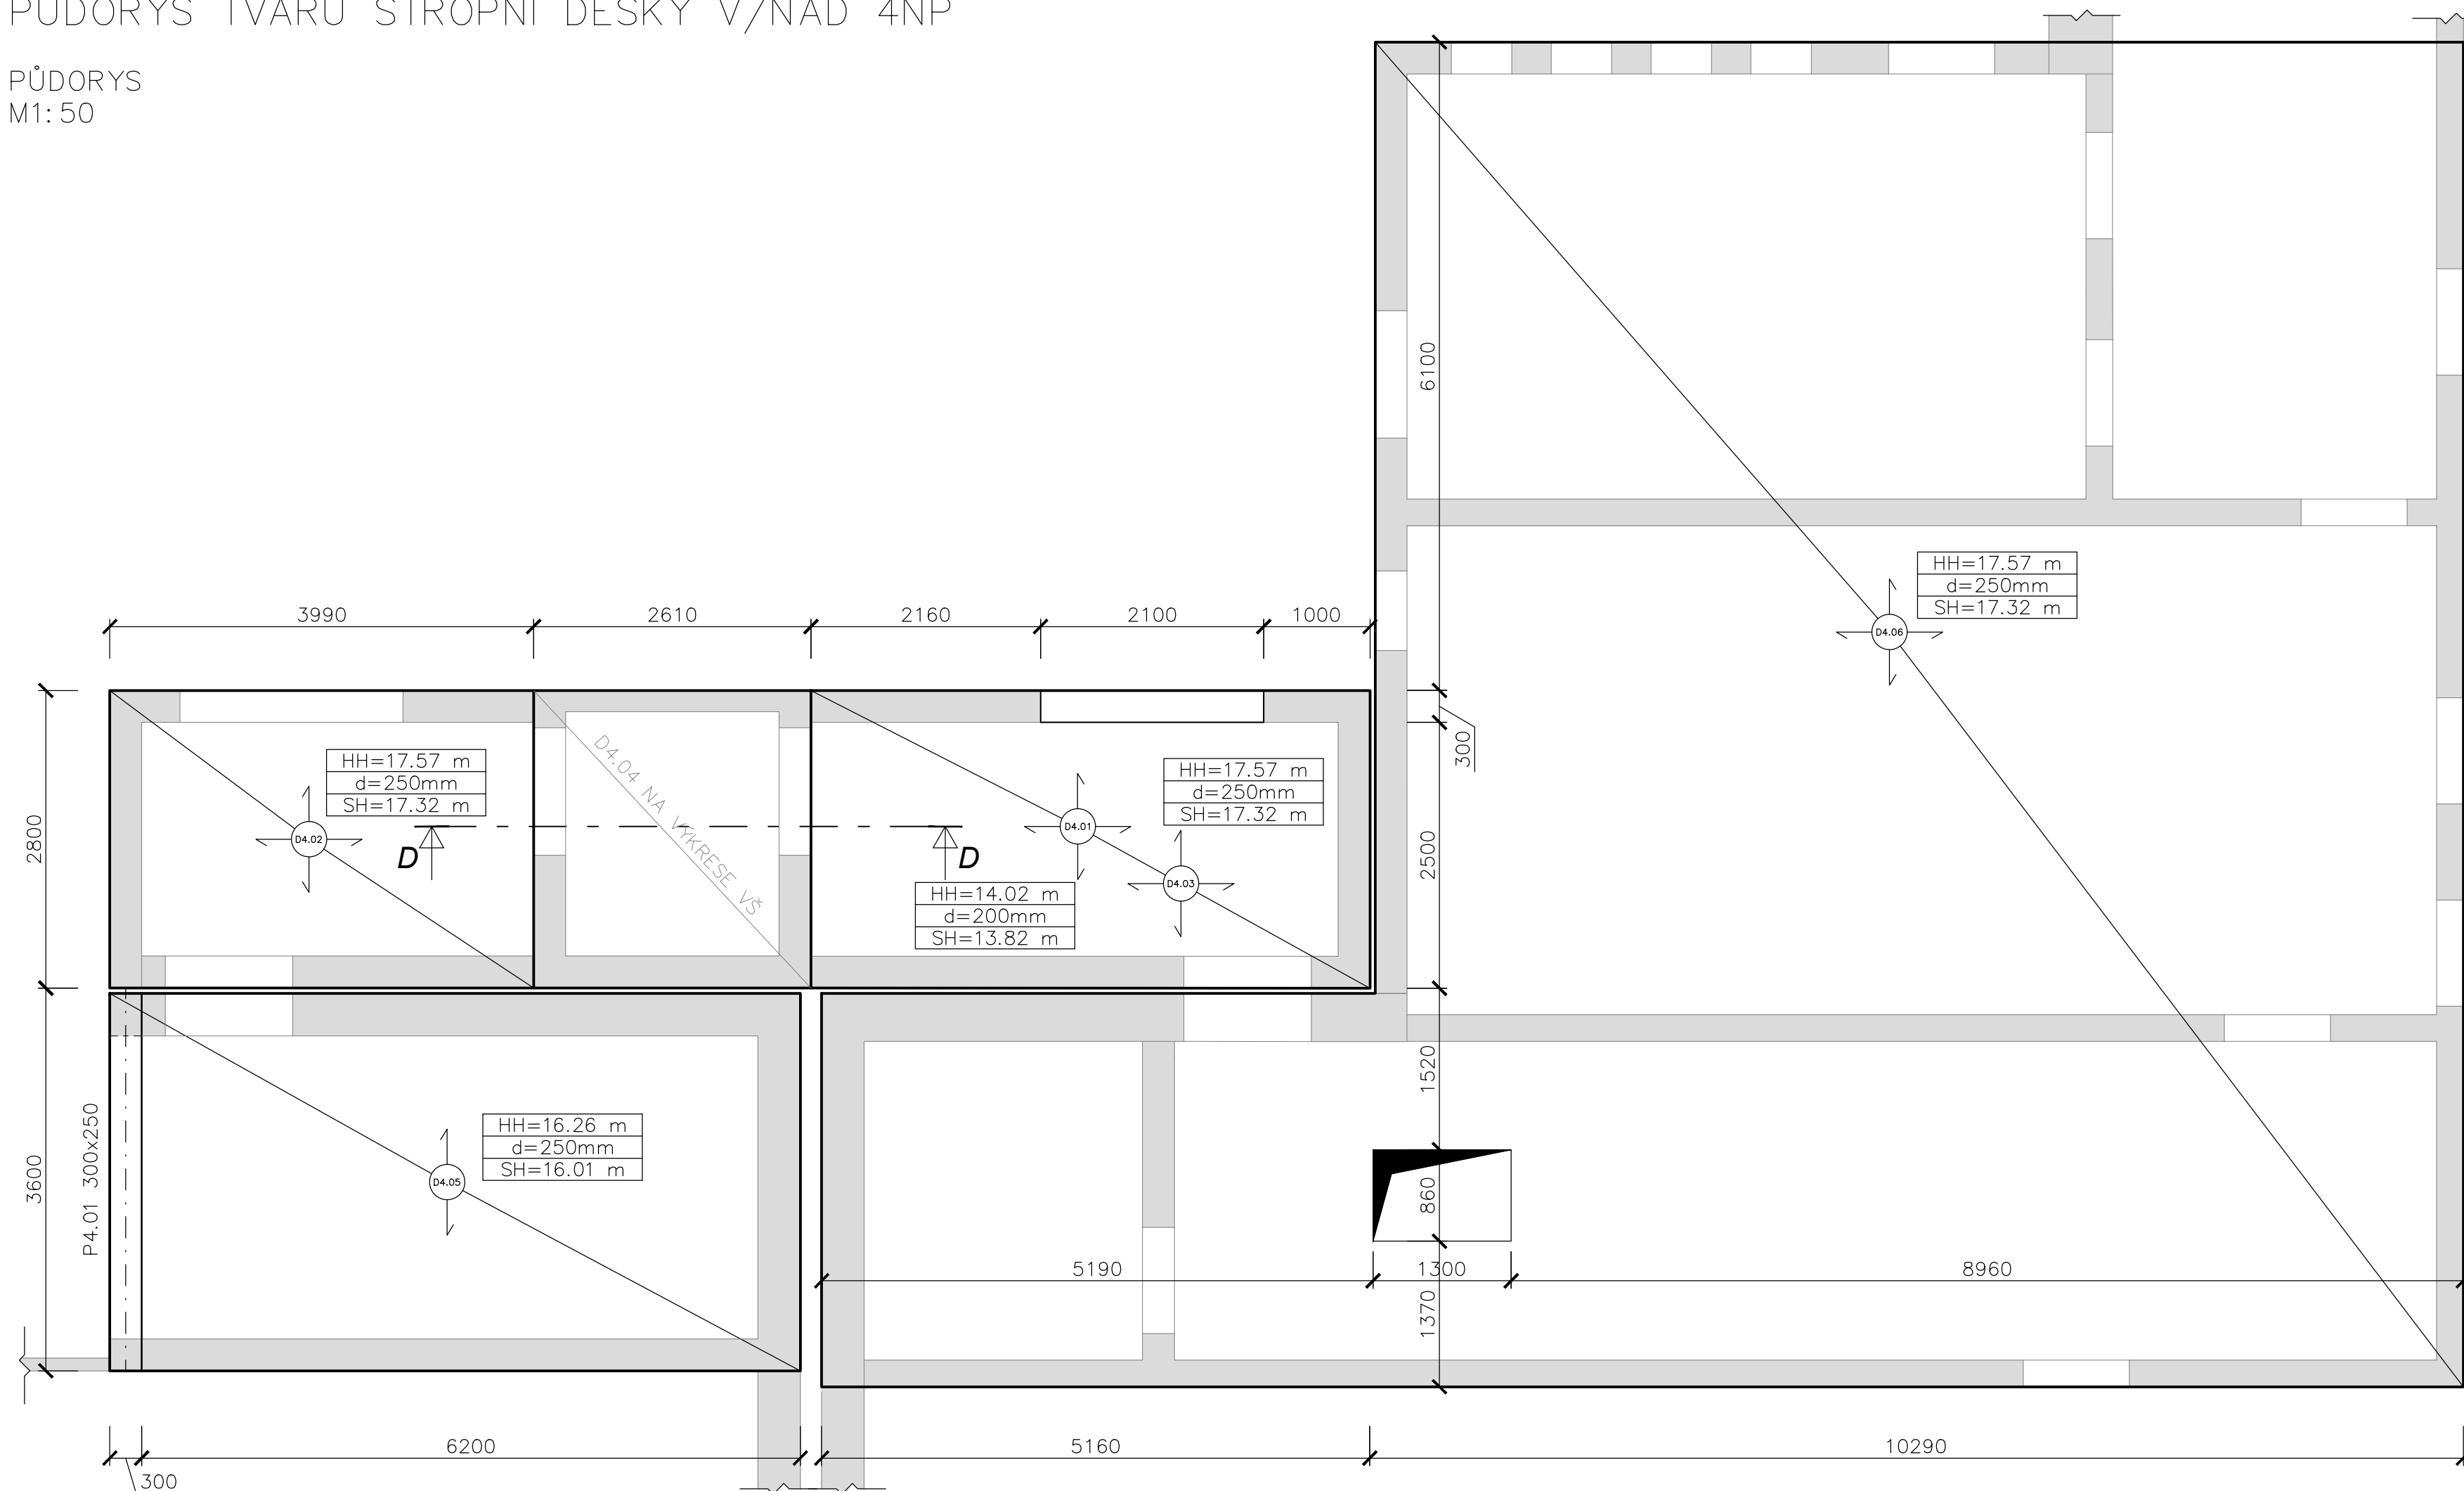 PŮDORYS TVARU STROPNÍ DESKY V/NAD 4NP
PŮDORYS
M1:50
6100
HH=17.57 m
d=250mm
SH=17.32 m
D4.06
3990
2610
2160
2100
1000
300
2800
HH=17.57 m
d=250mm
SH=17.32 m
D4.02
D
D4.04 NA VÝKRESE VŠ
D
D4.01
HH=17.57 m
d=250mm
SH=17.32 m
D4.03
HH=14.02 m
d=200mm
SH=13.82 m
2500
1520
3600
P4.01 300x250
HH=16.26 m
d=250mm
SH=16.01 m
D4.05
860
5190
1300
8960
1370
6200
5160
10290
300